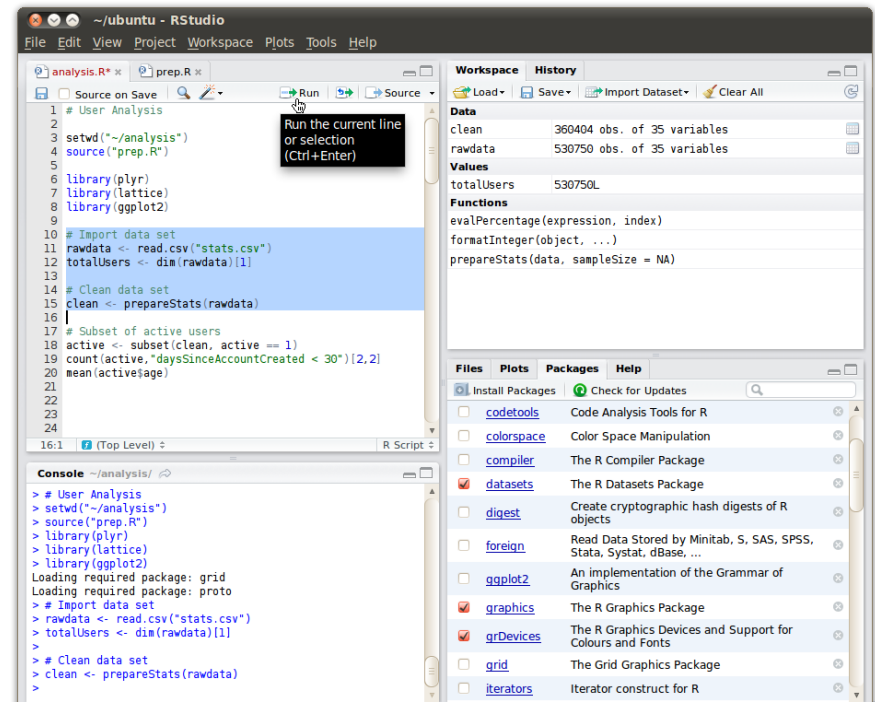 ~/ubuntu - RStudio
File Edit View Project Workspace Plots Tools Help
analysis.R* prep.R
Source on Save Run Source
1 # User Analysis
2
3 setwd("~/analysis")
4 source("prep.R")
5
6 library(plyr)
7 library(lattice)
8 library(ggplot2)
9
10 # Import data set
11 rawdata <- read.csv("stats.csv")
12 totalUsers <- dim(rawdata)[1]
13
14 # Clean data set
15 clean <- prepareStats(rawdata)
16
17 # Subset of active users
18 active <- subset(clean, active == 1)
19 count(active,"daysSinceAccountCreated < 30")[2,2]
20 mean(active$age)
21
22
23
24
Run the current line
or selection
(Ctrl+Enter)
16:1 (Top Level) R Script
Console ~/analysis/
> # User Analysis
> setwd("~/analysis")
> source("prep.R")
> library(plyr)
> library(lattice)
> library(ggplot2)
Loading required package: grid
Loading required package: proto
> # Import data set
> rawdata <- read.csv("stats.csv")
> totalUsers <- dim(rawdata)[1]
>
> # Clean data set
> clean <- prepareStats(rawdata)
>
Workspace History
Load Save Import Dataset Clear All
Data
clean 360404 obs. of 35 variables
rawdata 530750 obs. of 35 variables
Values
totalUsers 530750L
Functions
evalPercentage(expression, index)
formatInteger(object, ...)
prepareStats(data, sampleSize = NA)
Files Plots Packages Help
Install Packages Check for Updates
codetools Code Analysis Tools for R
colorspace Color Space Manipulation
compiler The R Compiler Package
datasets The R Datasets Package
digest Create cryptographic hash digests of R
objects
foreign Read Data Stored by Minitab, S, SAS, SPSS,
Stata, Systat, dBase, ...
ggplot2 An implementation of the Grammar of
Graphics
graphics The R Graphics Package
grDevices The R Graphics Devices and Support for
Colours and Fonts
grid The Grid Graphics Package
iterators Iterator construct for R